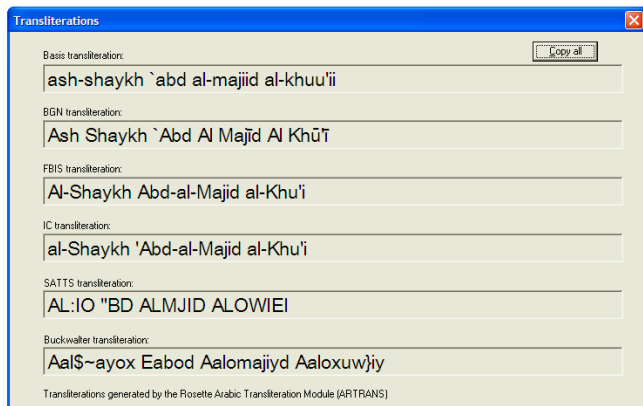 Transliterations
Copy all
Basis transliteration:
ash-shaykh `abd al-majiid al-khuu'ii
BGN transliteration:
Ash Shaykh `Abd Al Majīd Al Khū'ī
FBIS transliteration:
Al-Shaykh Abd-al-Majid al-Khu'i
IC transliteration:
al-Shaykh 'Abd-al-Majid al-Khu'i
SATTS transliteration:
AL:IO "BD ALMJID ALOWIEI
Buckwalter transliteration:
Aal$~ayox Eabod Aalomajiyd Aaloxuw}iy
Transliterations generated by the Rosette Arabic Transliteration Module (ARTRANS)